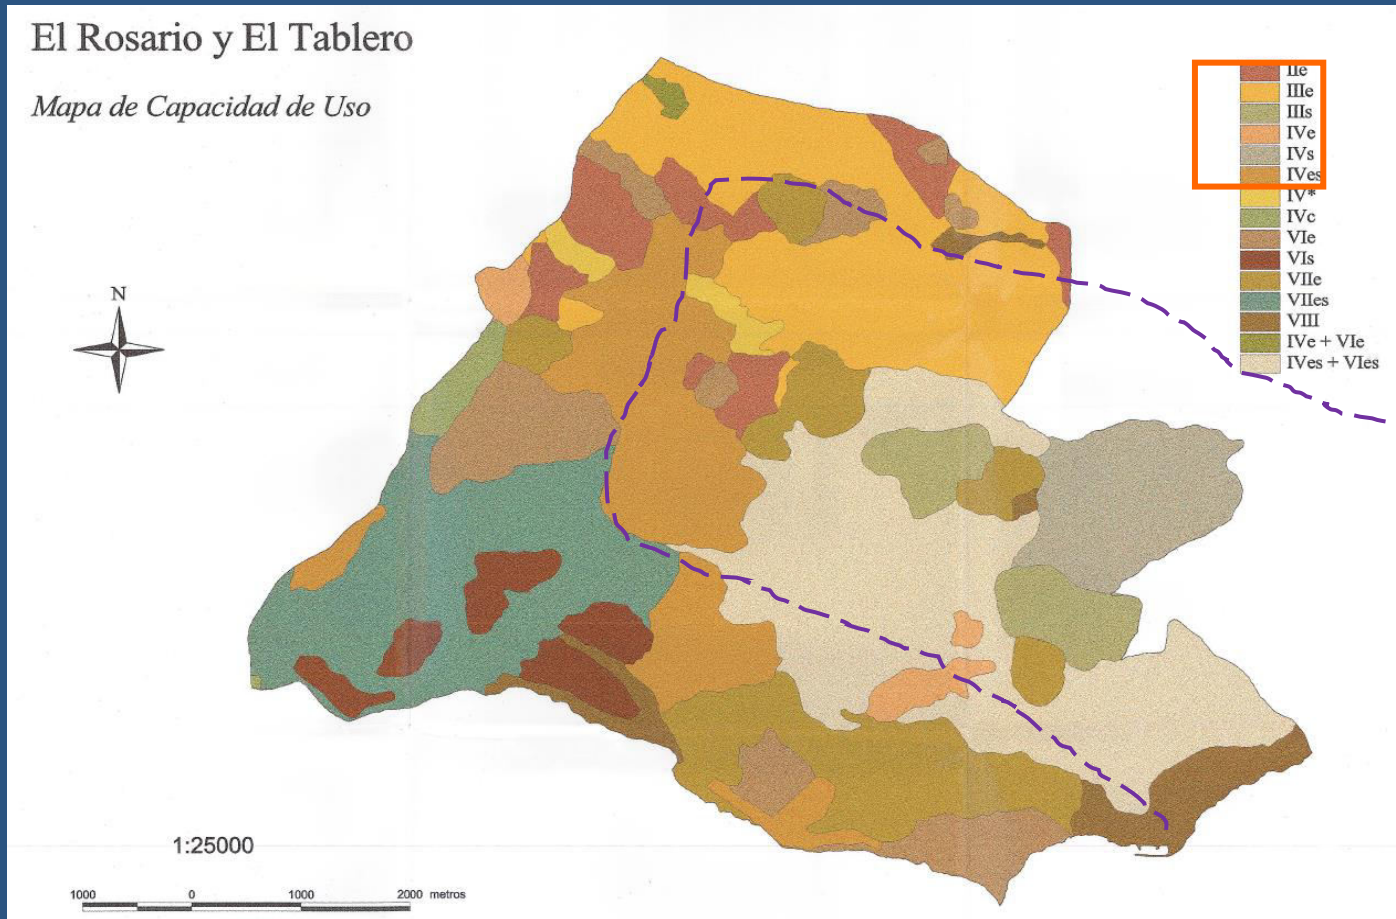 El Rosario y El Tablero
Mapa de Capacidad de Uso
N
IIe
IIIe
IIIs
IVe
IVs
IVes
IV*
IVc
VIe
VIs
VIIe
VIIes
VIII
IVe + VIe
IVes + VIes
1:25000
1000 0 1000 2000 metros